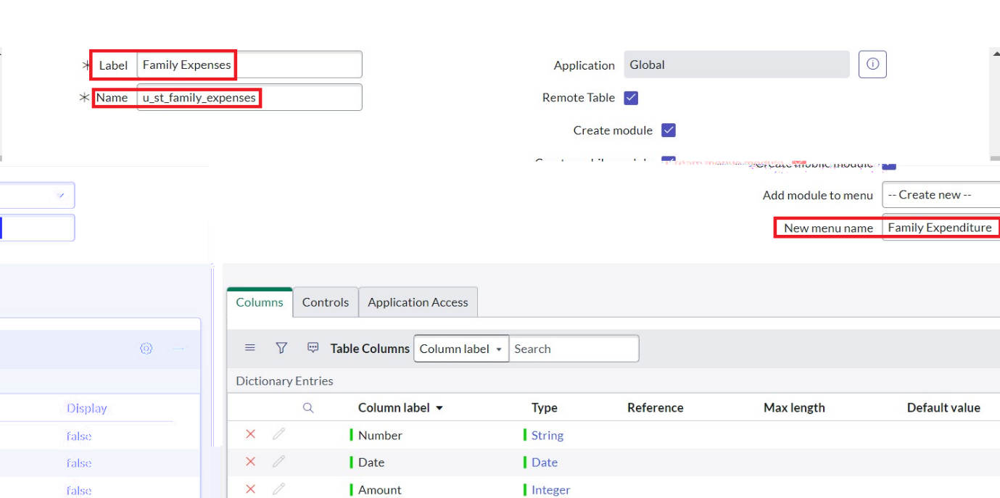 Label Family Expenses
Application Global
Name u_st_family_expenses
Remote Table
Create module
Create mobile module
Add module to menu -- Create new --
New menu name Family Expenditure
Columns Controls Application Access
Table Columns Column label Search
Dictionary Entries
Display Column label Type Reference Max length Default value
false Number String
false Date Date
false Amount Integer